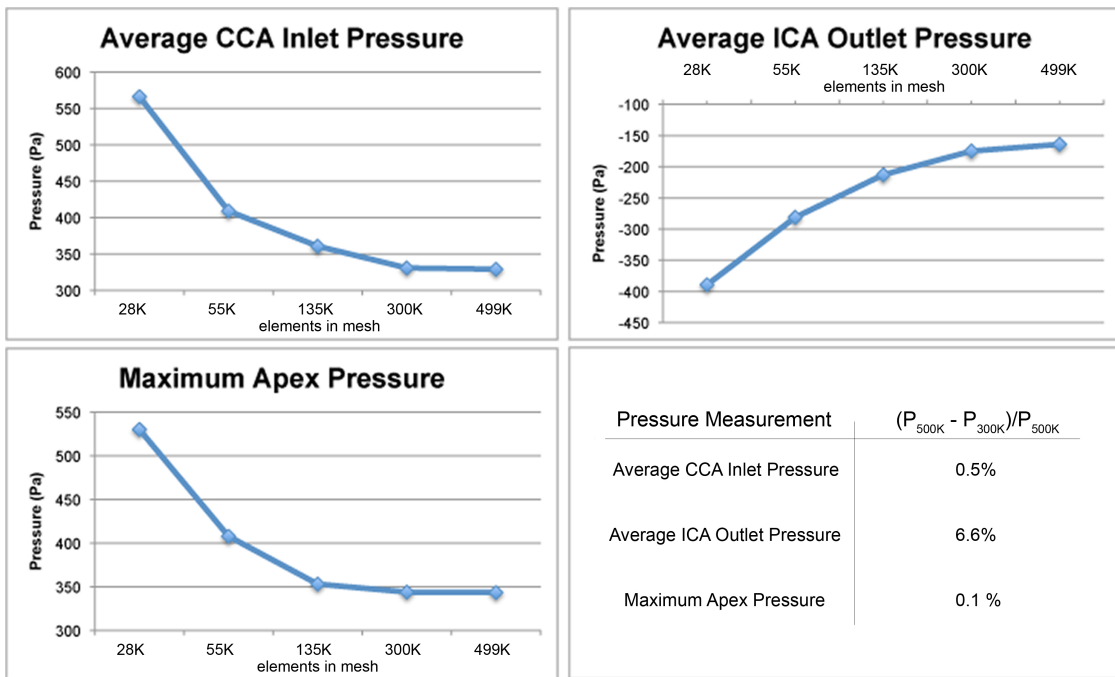 Average CCA Inlet Pressure
600
550
500
450
400
350
300
Pressure (Pa)
28K 55K 135K 300K 499K
elements in mesh
Average ICA Outlet Pressure
28K 55K 135K 300K 499K
elements in mesh
-100
-150
-200
-250
-300
-350
-400
-450
Pressure (Pa)
Maximum Apex Pressure
550
500
450
400
350
300
Pressure (Pa)
28K 55K 135K 300K 499K
elements in mesh
Pressure Measurement (P500K - P300K)/P500K
Average CCA Inlet Pressure 0.5%
Average ICA Outlet Pressure 6.6%
Maximum Apex Pressure 0.1 %